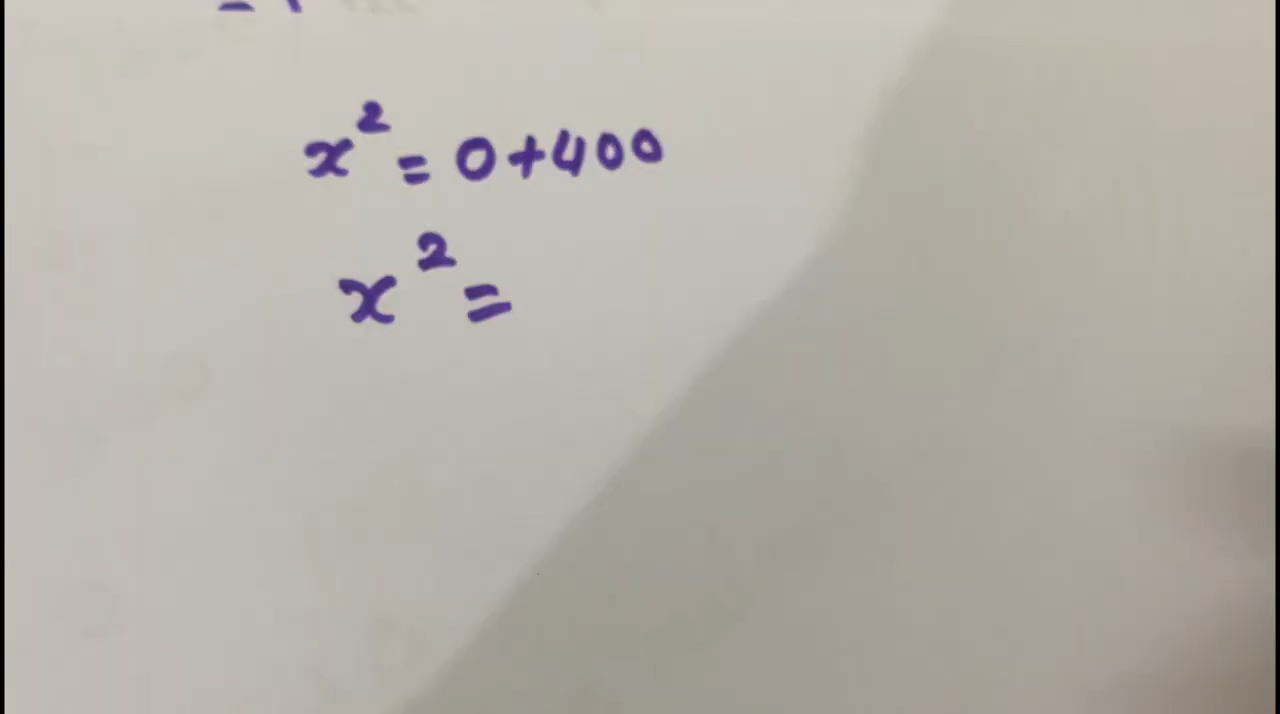 x² = 0+400
x² =